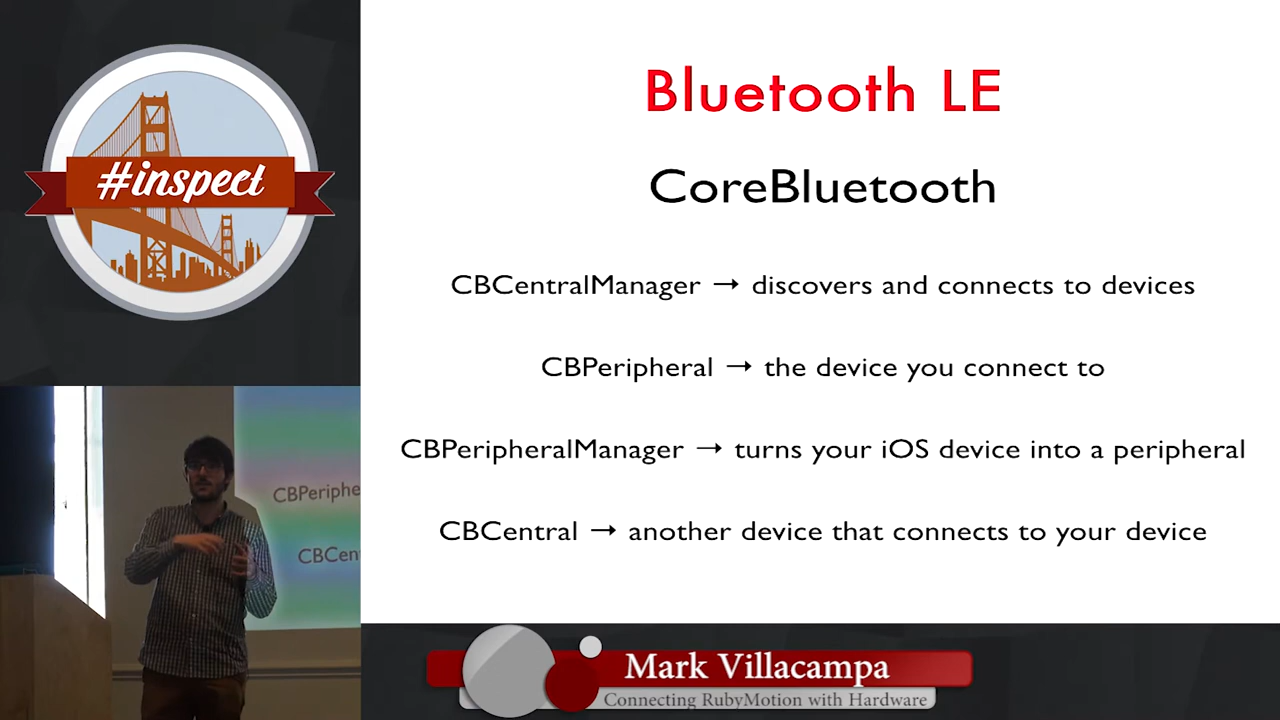 #inspect
Bluetooth LE
CoreBluetooth
CBCentralManager → discovers and connects to devices
CBPeripheral → the device you connect to
CBPeripheralManager → turns your iOS device into a peripheral
CBCentral → another device that connects to your device
CBPeriphe
CBCen
Mark Villacampa
Connecting RubyMotion with Hardware